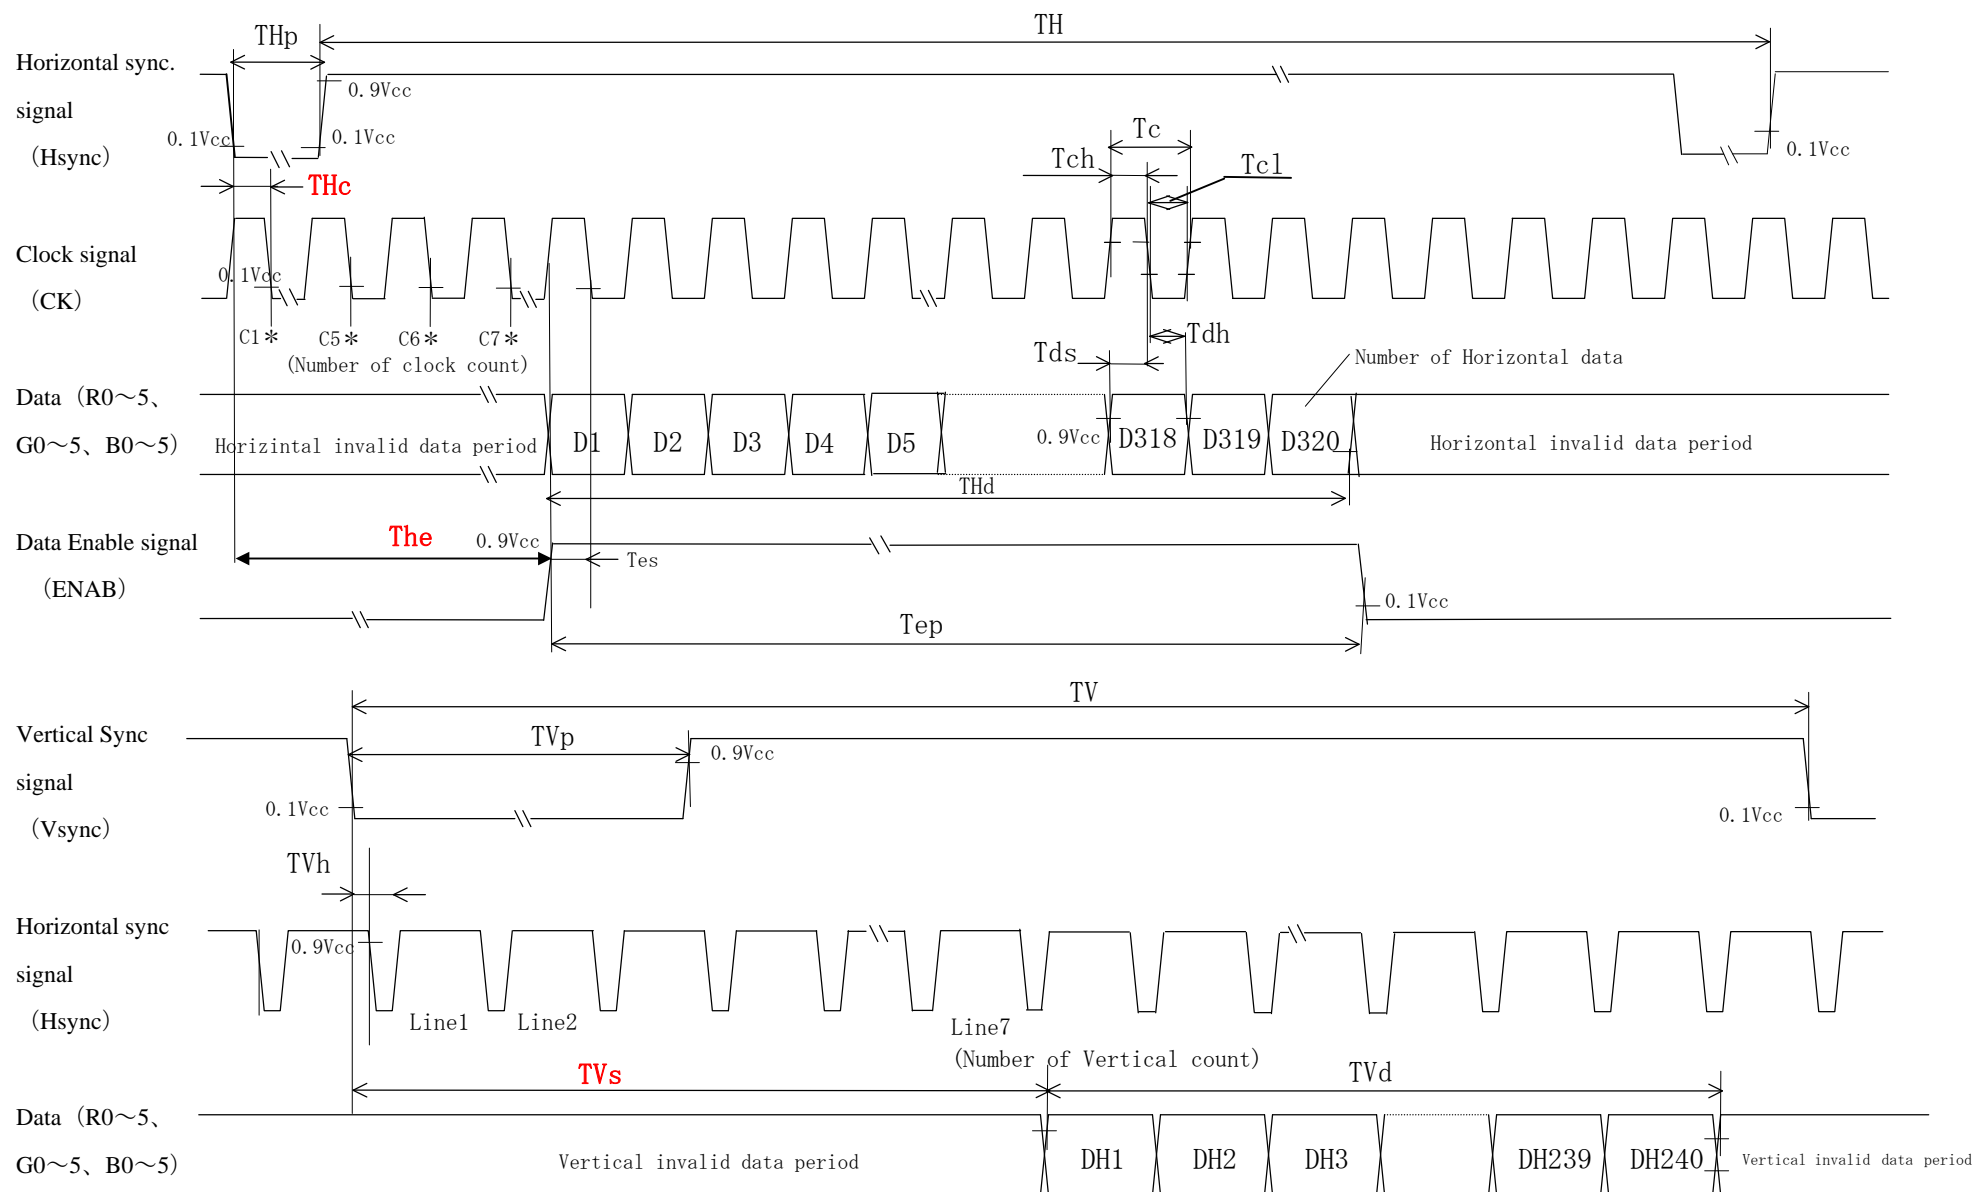 THp
TH
Horizontal sync.
signal
（Hsync）
0.9Vcc
0.1Vcc
0.1Vcc
0.1Vcc
THc
Tc
Tch
Tcl
Clock signal
（CK）
0.1Vcc
C1＊
C5＊
C6＊
C7＊
(Number of clock count)
Tds
Tdh
Number of Horizontal data
Data（R0～5、
G0～5、B0～5）
Horizintal invalid data period
D1
D2
D3
D4
D5
0.9Vcc
D318
D319
D320
Horizontal invalid data period
THd
Data Enable signal
（ENAB）
The
0.9Vcc
Tes
0.1Vcc
Tep
TV
Vertical Sync
signal
（Vsync）
TVp
0.9Vcc
0.1Vcc
0.1Vcc
TVh
Horizontal sync
signal
（Hsync）
0.9Vcc
Line1
Line2
Line7
(Number of Vertical count)
TVs
TVd
Data（R0～5、
G0～5、B0～5）
Vertical invalid data period
DH1
DH2
DH3
DH239
DH240
Vertical invalid data period